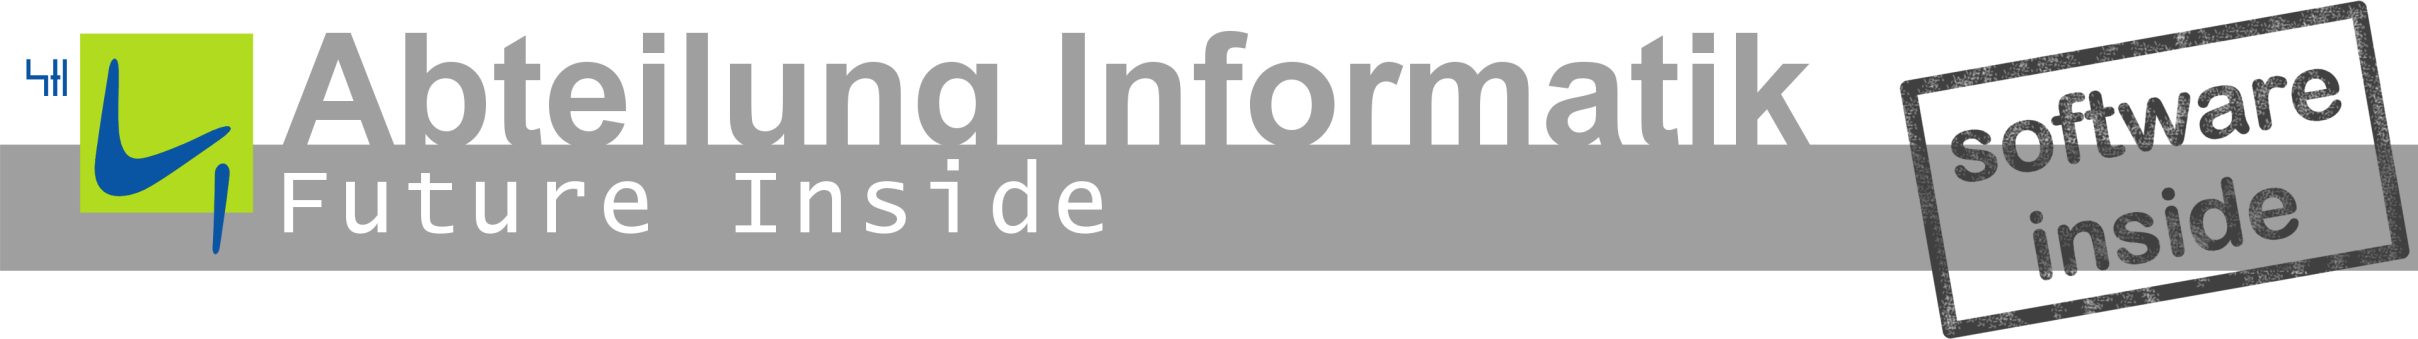 Abteilung Informatik
Future Inside
software
inside